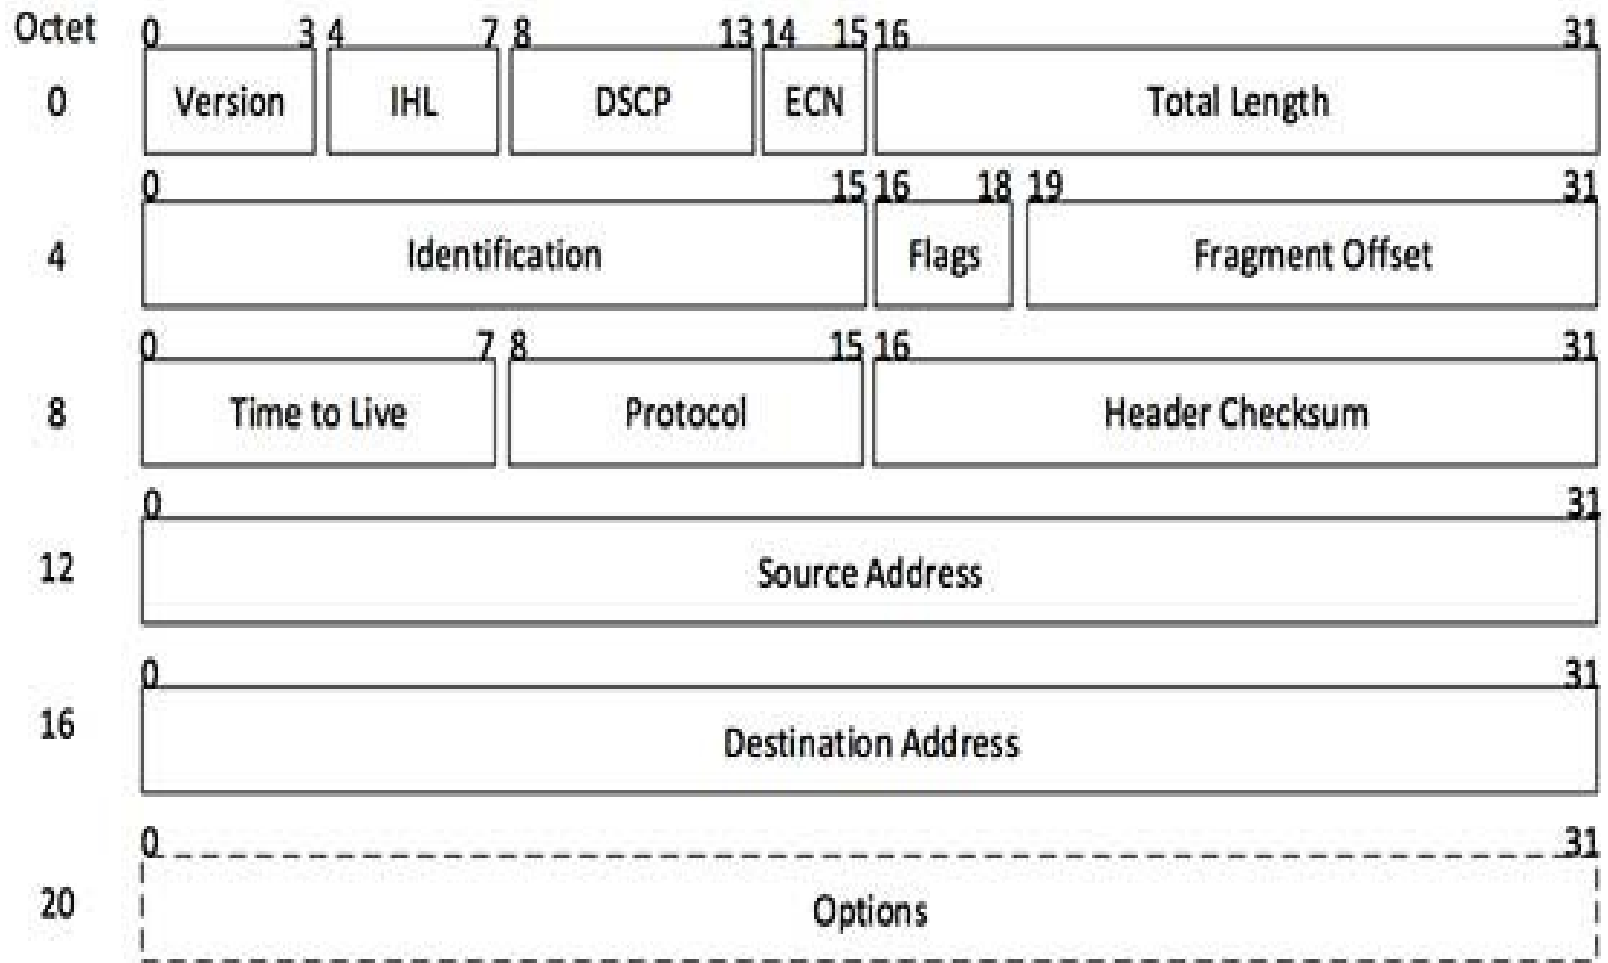 Octet 0 3 4 7 8 13 14 15 16 31
0 Version IHL DSCP ECN Total Length
0 15 16 18 19 31
4 Identification Flags Fragment Offset
0 7 8 15 16 31
8 Time to Live Protocol Header Checksum
0 31
12 Source Address
0 31
16 Destination Address
0 31
20 Options